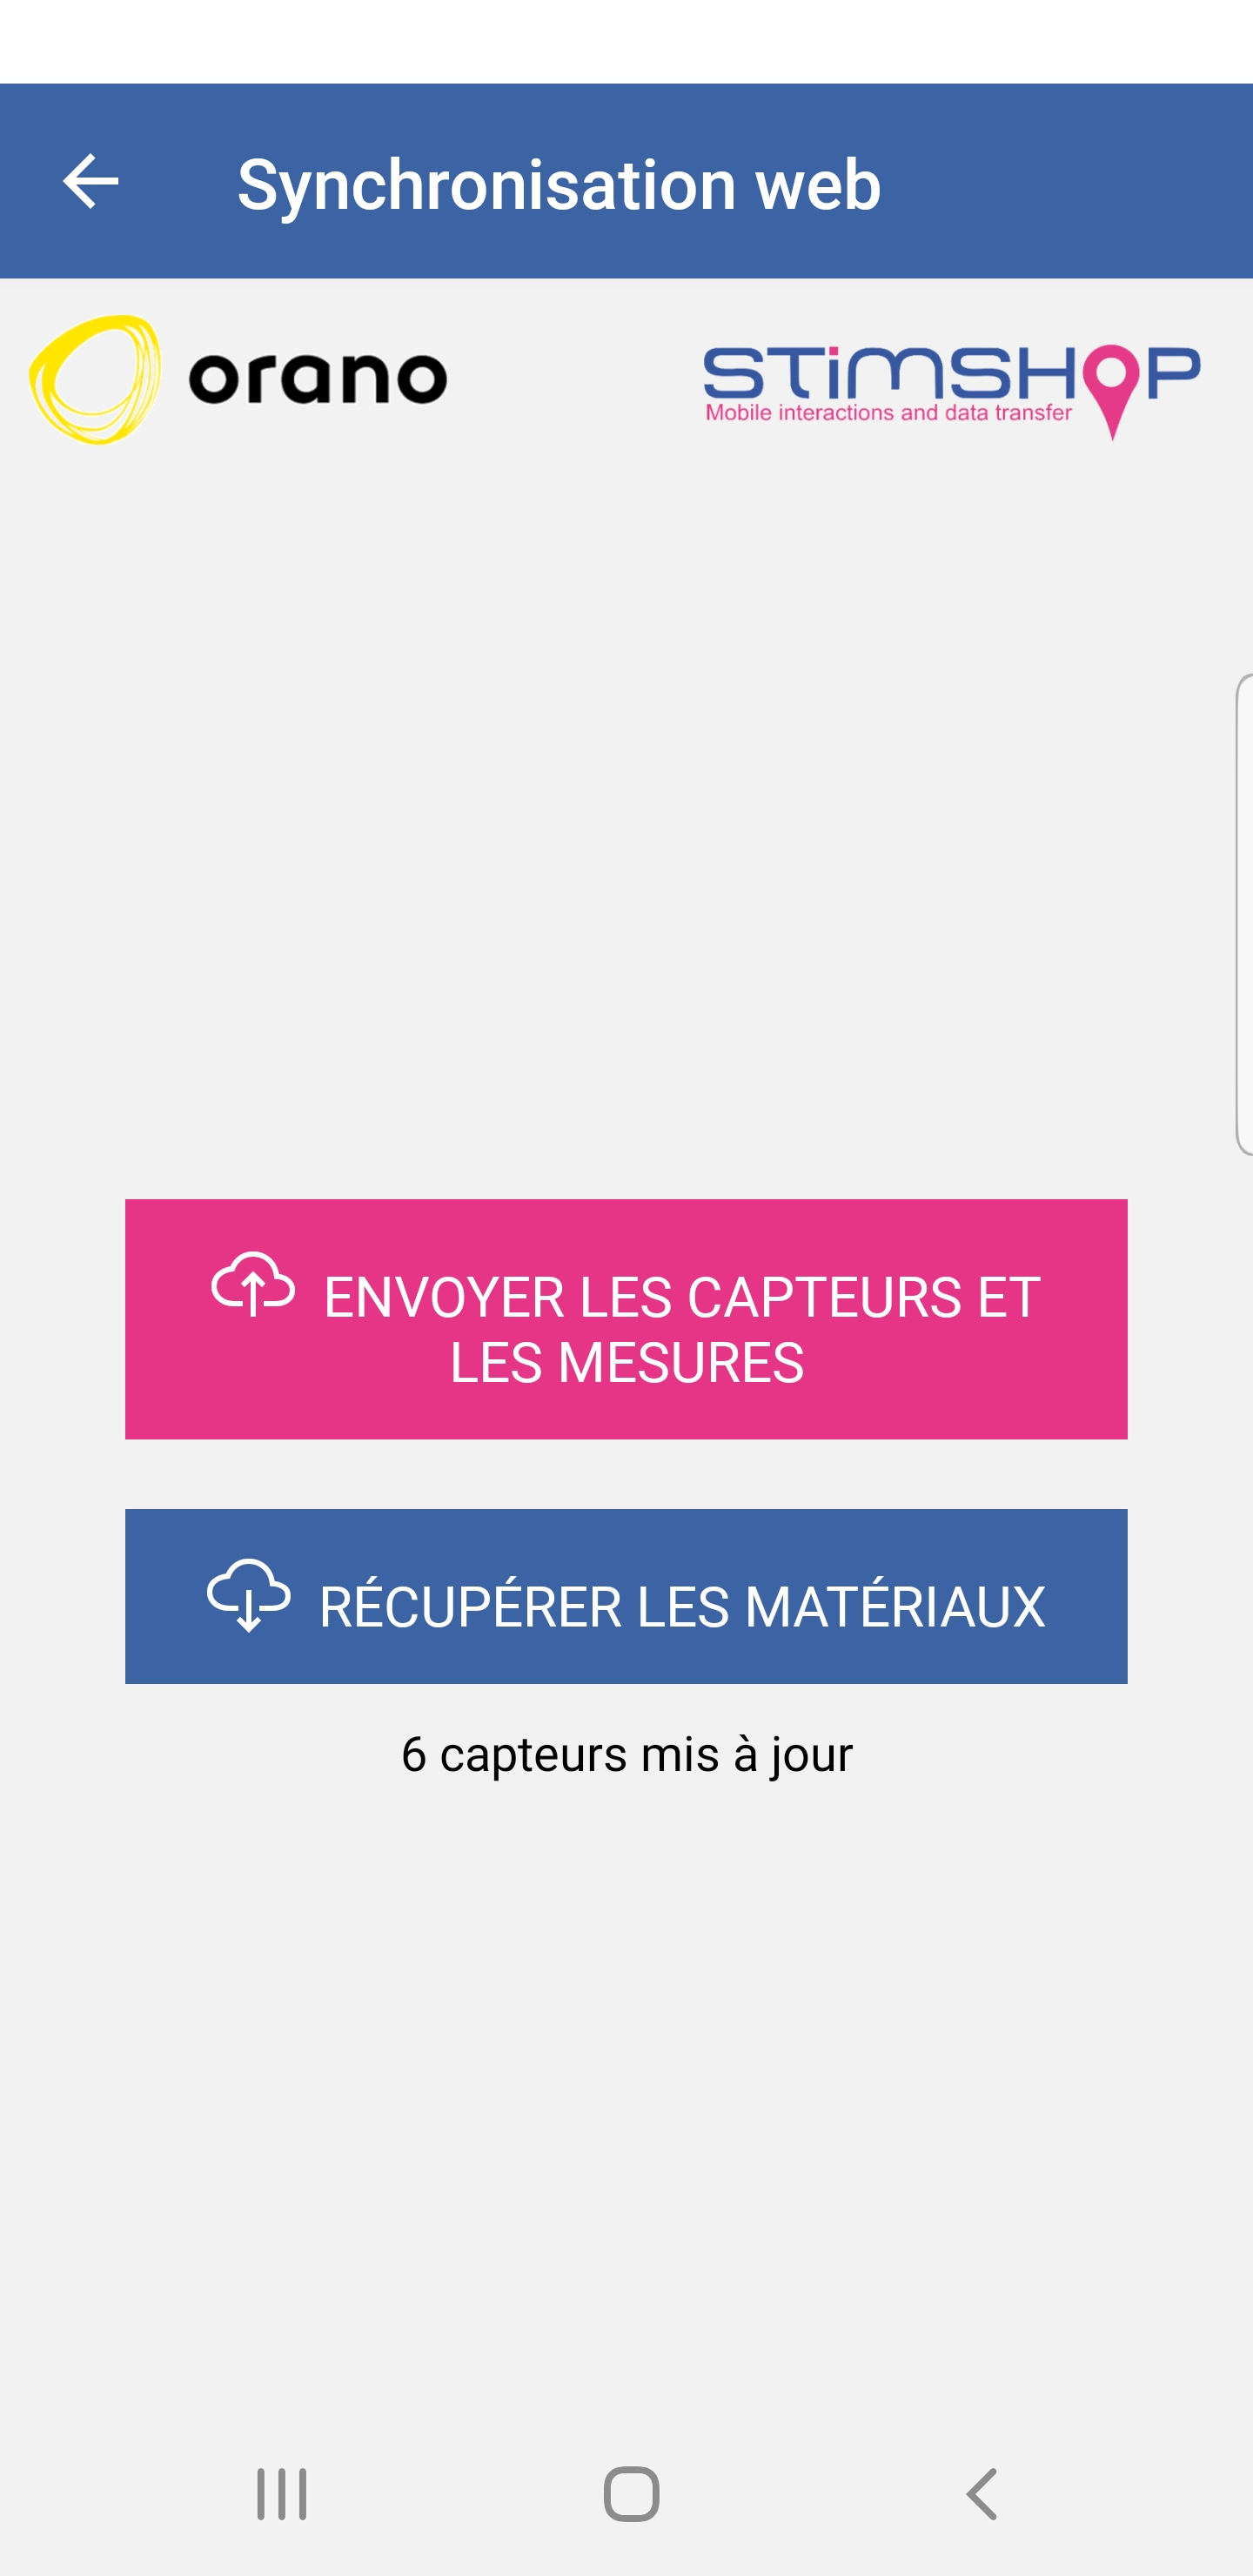 Synchronisation web
orano
STIMSHOP
Mobile interactions and data transfer
ENVOYER LES CAPTEURS ET
LES MESURES
RÉCUPÉRER LES MATÉRIAUX
6 capteurs mis à jour